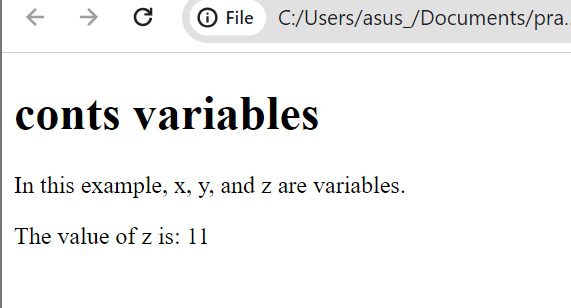 File C:/Users/asus_/Documents/pra...
conts variables
In this example, x, y, and z are variables.
The value of z is: 11